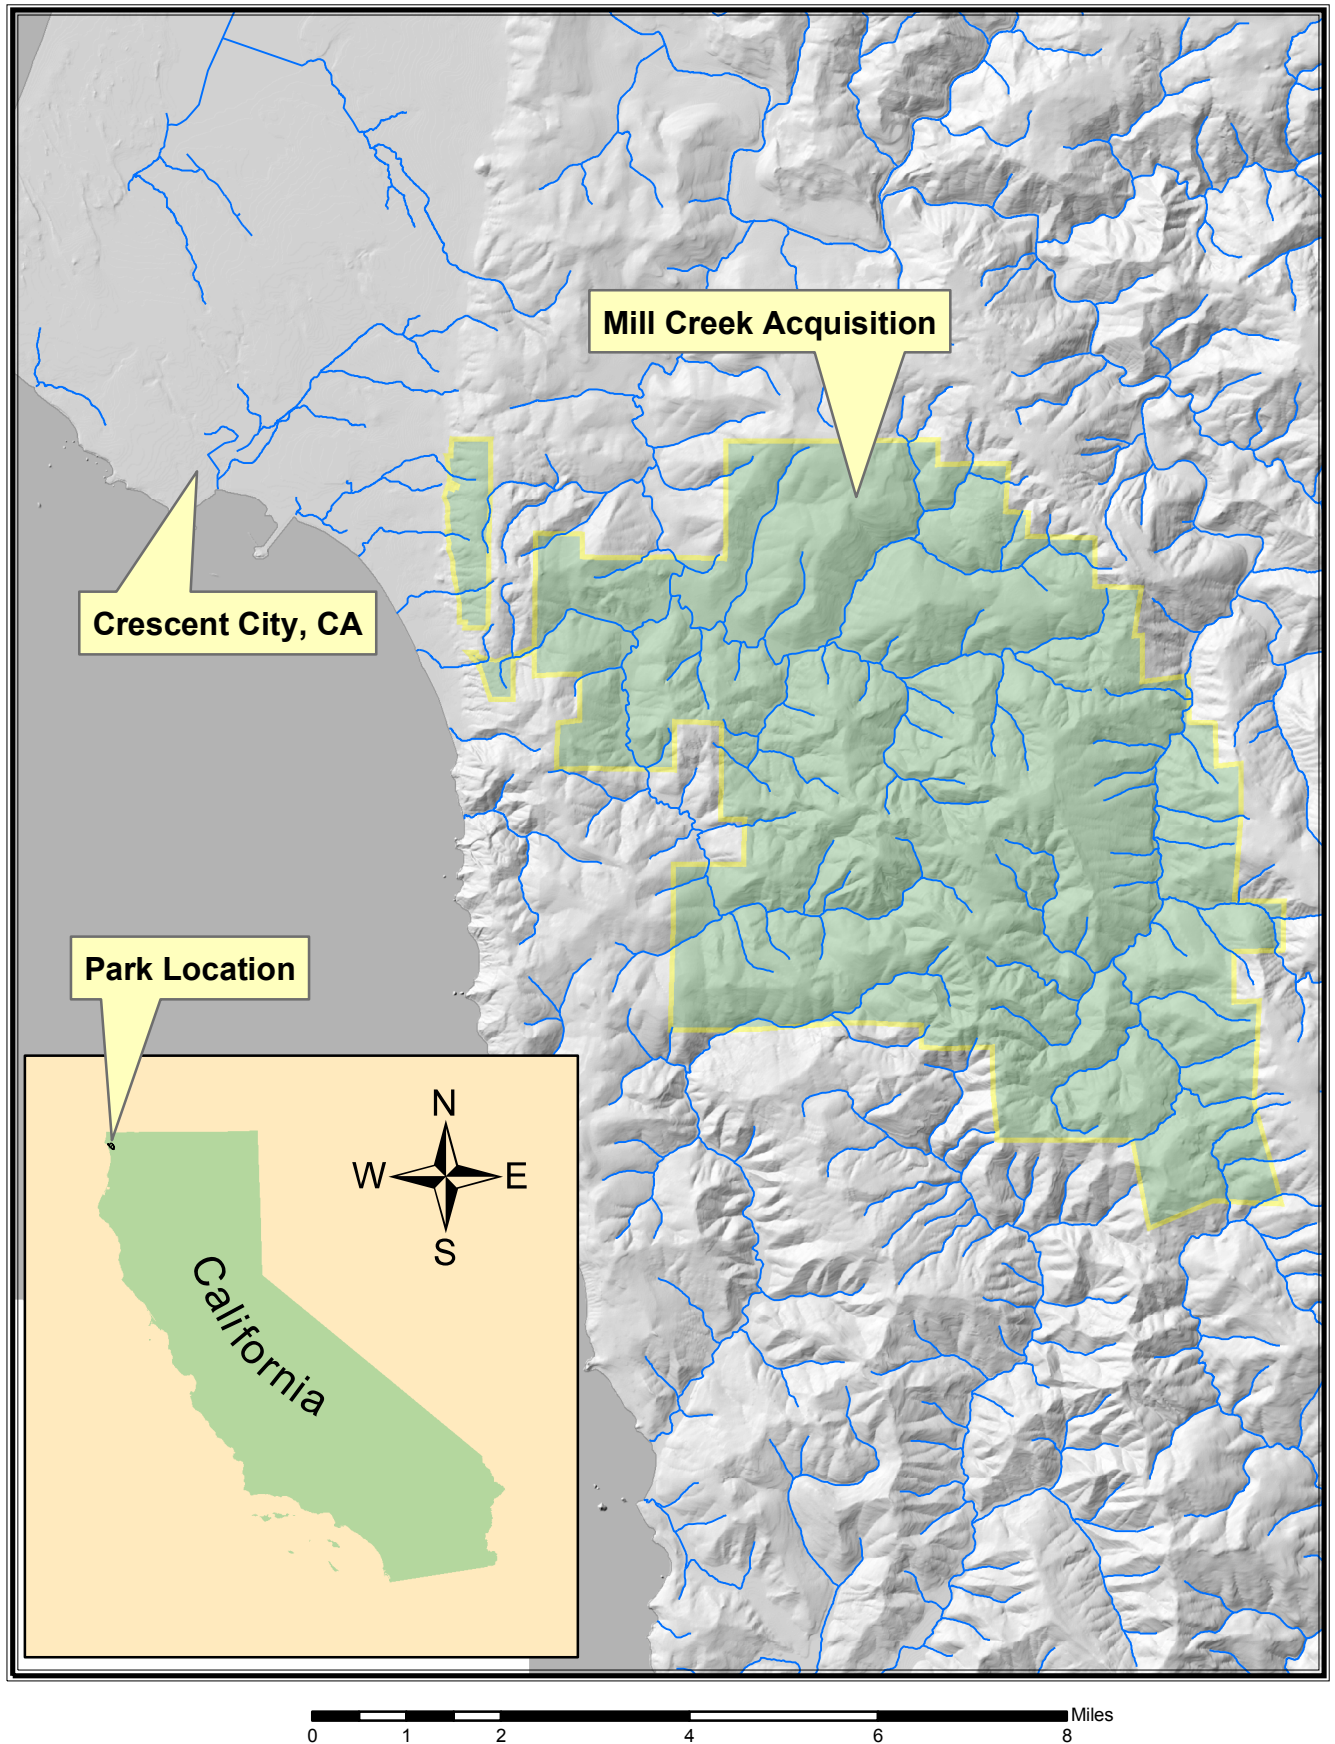 Mill Creek Acquisition
Crescent City, CA
Park Location
N
W
E
S
California
Miles
0
1
2
4
6
8